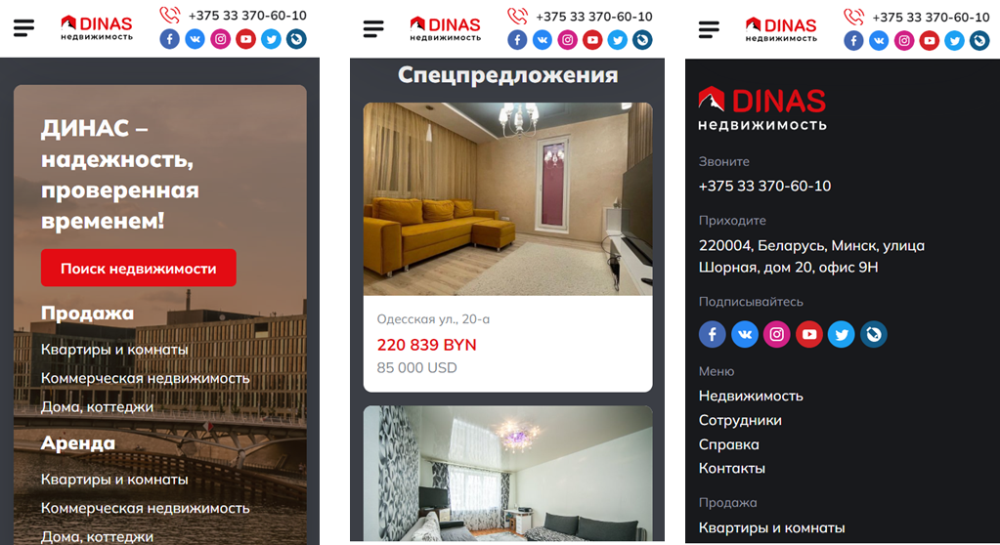 DINAS
недвижимость
+375 33 370-60-10
ДИНАС –
надежность,
проверенная
временем!
Поиск недвижимости
Продажа
Квартиры и комнаты
Коммерческая недвижимость
Дома, коттеджи
Аренда
Квартиры и комнаты
Коммерческая недвижимость
Дома, коттеджи
DINAS
недвижимость
+375 33 370-60-10
Спецпредложения
Одесская ул., 20-а
220 839 BYN
85 000 USD
DINAS
недвижимость
+375 33 370-60-10
DINAS
недвижимость
Звоните
+375 33 370-60-10
Приходите
220004, Беларусь, Минск, улица
Шорная, дом 20, офис 9Н
Подписывайтесь
Меню
Недвижимость
Сотрудники
Справка
Контакты
Продажа
Квартиры и комнаты